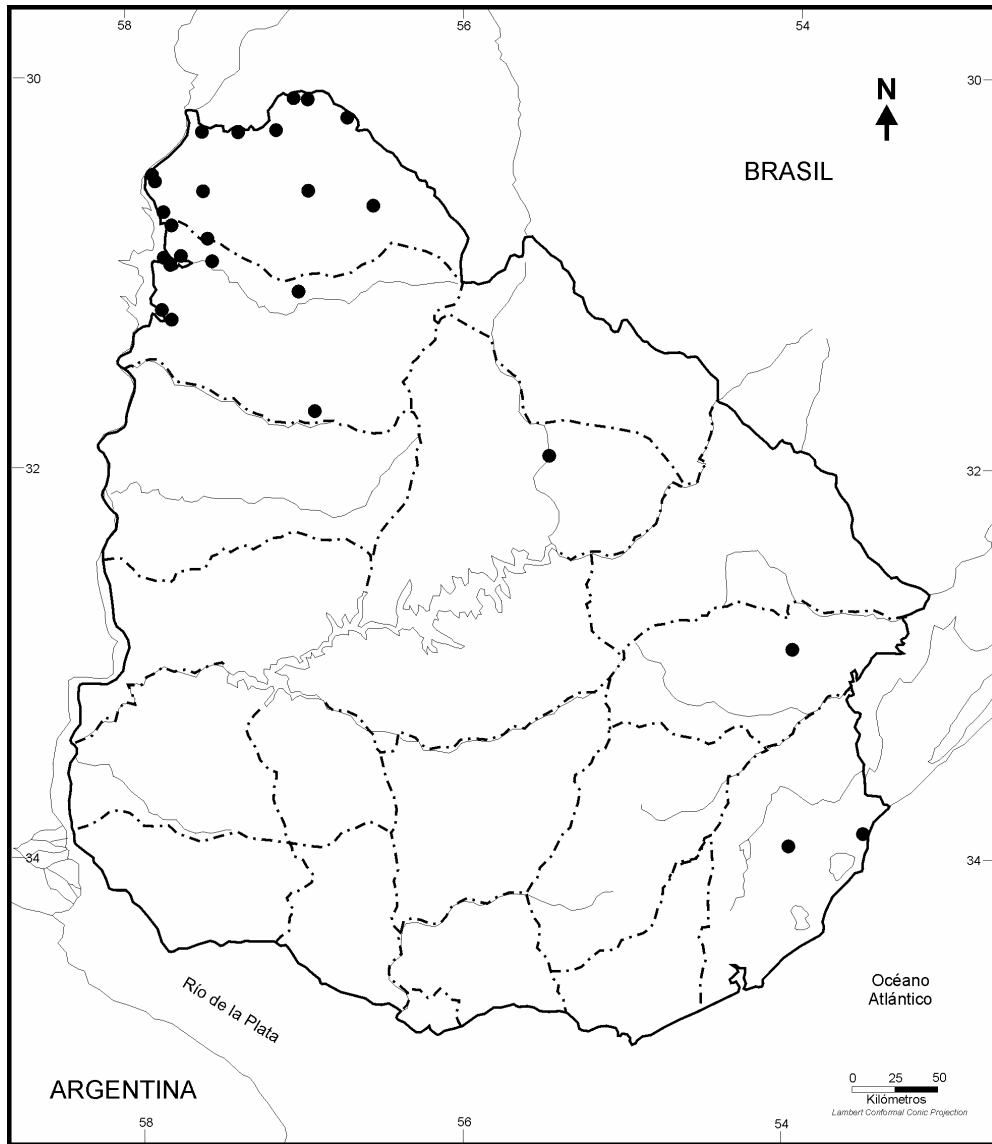 58 56 54
30 30
N
BRASIL
32 32
34 34
Océano
Atlántico
Río de la Plata
ARGENTINA
0 25 50
Kilómetros
Lambert Conformal Conic Projection
58 56 54